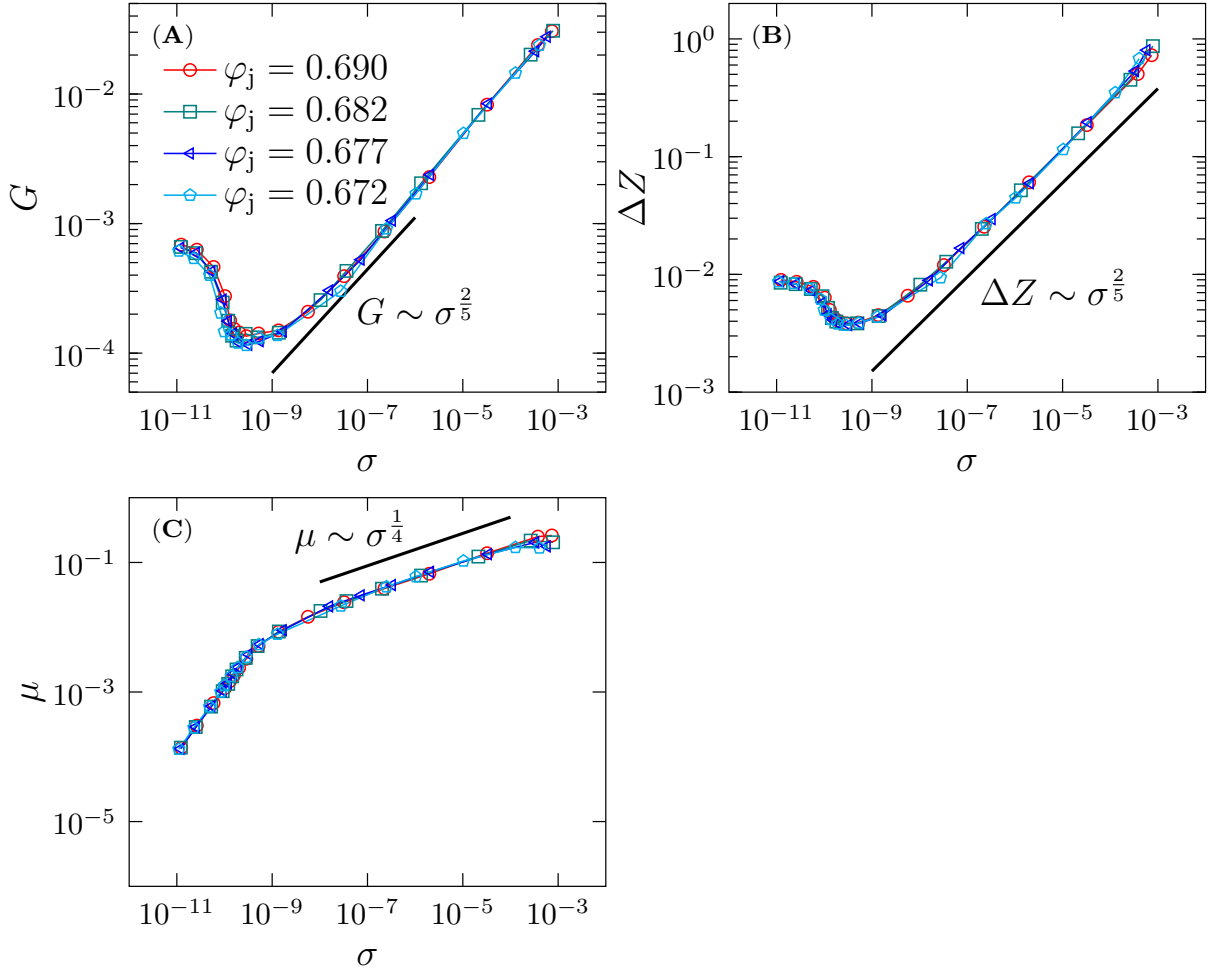 (A)
φj = 0.690
φj = 0.682
φj = 0.677
φj = 0.672
G ∼ σ^{2/5}
10^{-2}
10^{-3}
10^{-4}
G
10^{-11} 10^{-9} 10^{-7} 10^{-5} 10^{-3}
σ
(B)
ΔZ ∼ σ^{2/5}
10^{0}
10^{-1}
10^{-2}
10^{-3}
ΔZ
10^{-11} 10^{-9} 10^{-7} 10^{-5} 10^{-3}
σ
(C)
μ ∼ σ^{1/4}
10^{-1}
10^{-3}
10^{-5}
μ
10^{-11} 10^{-9} 10^{-7} 10^{-5} 10^{-3}
σ